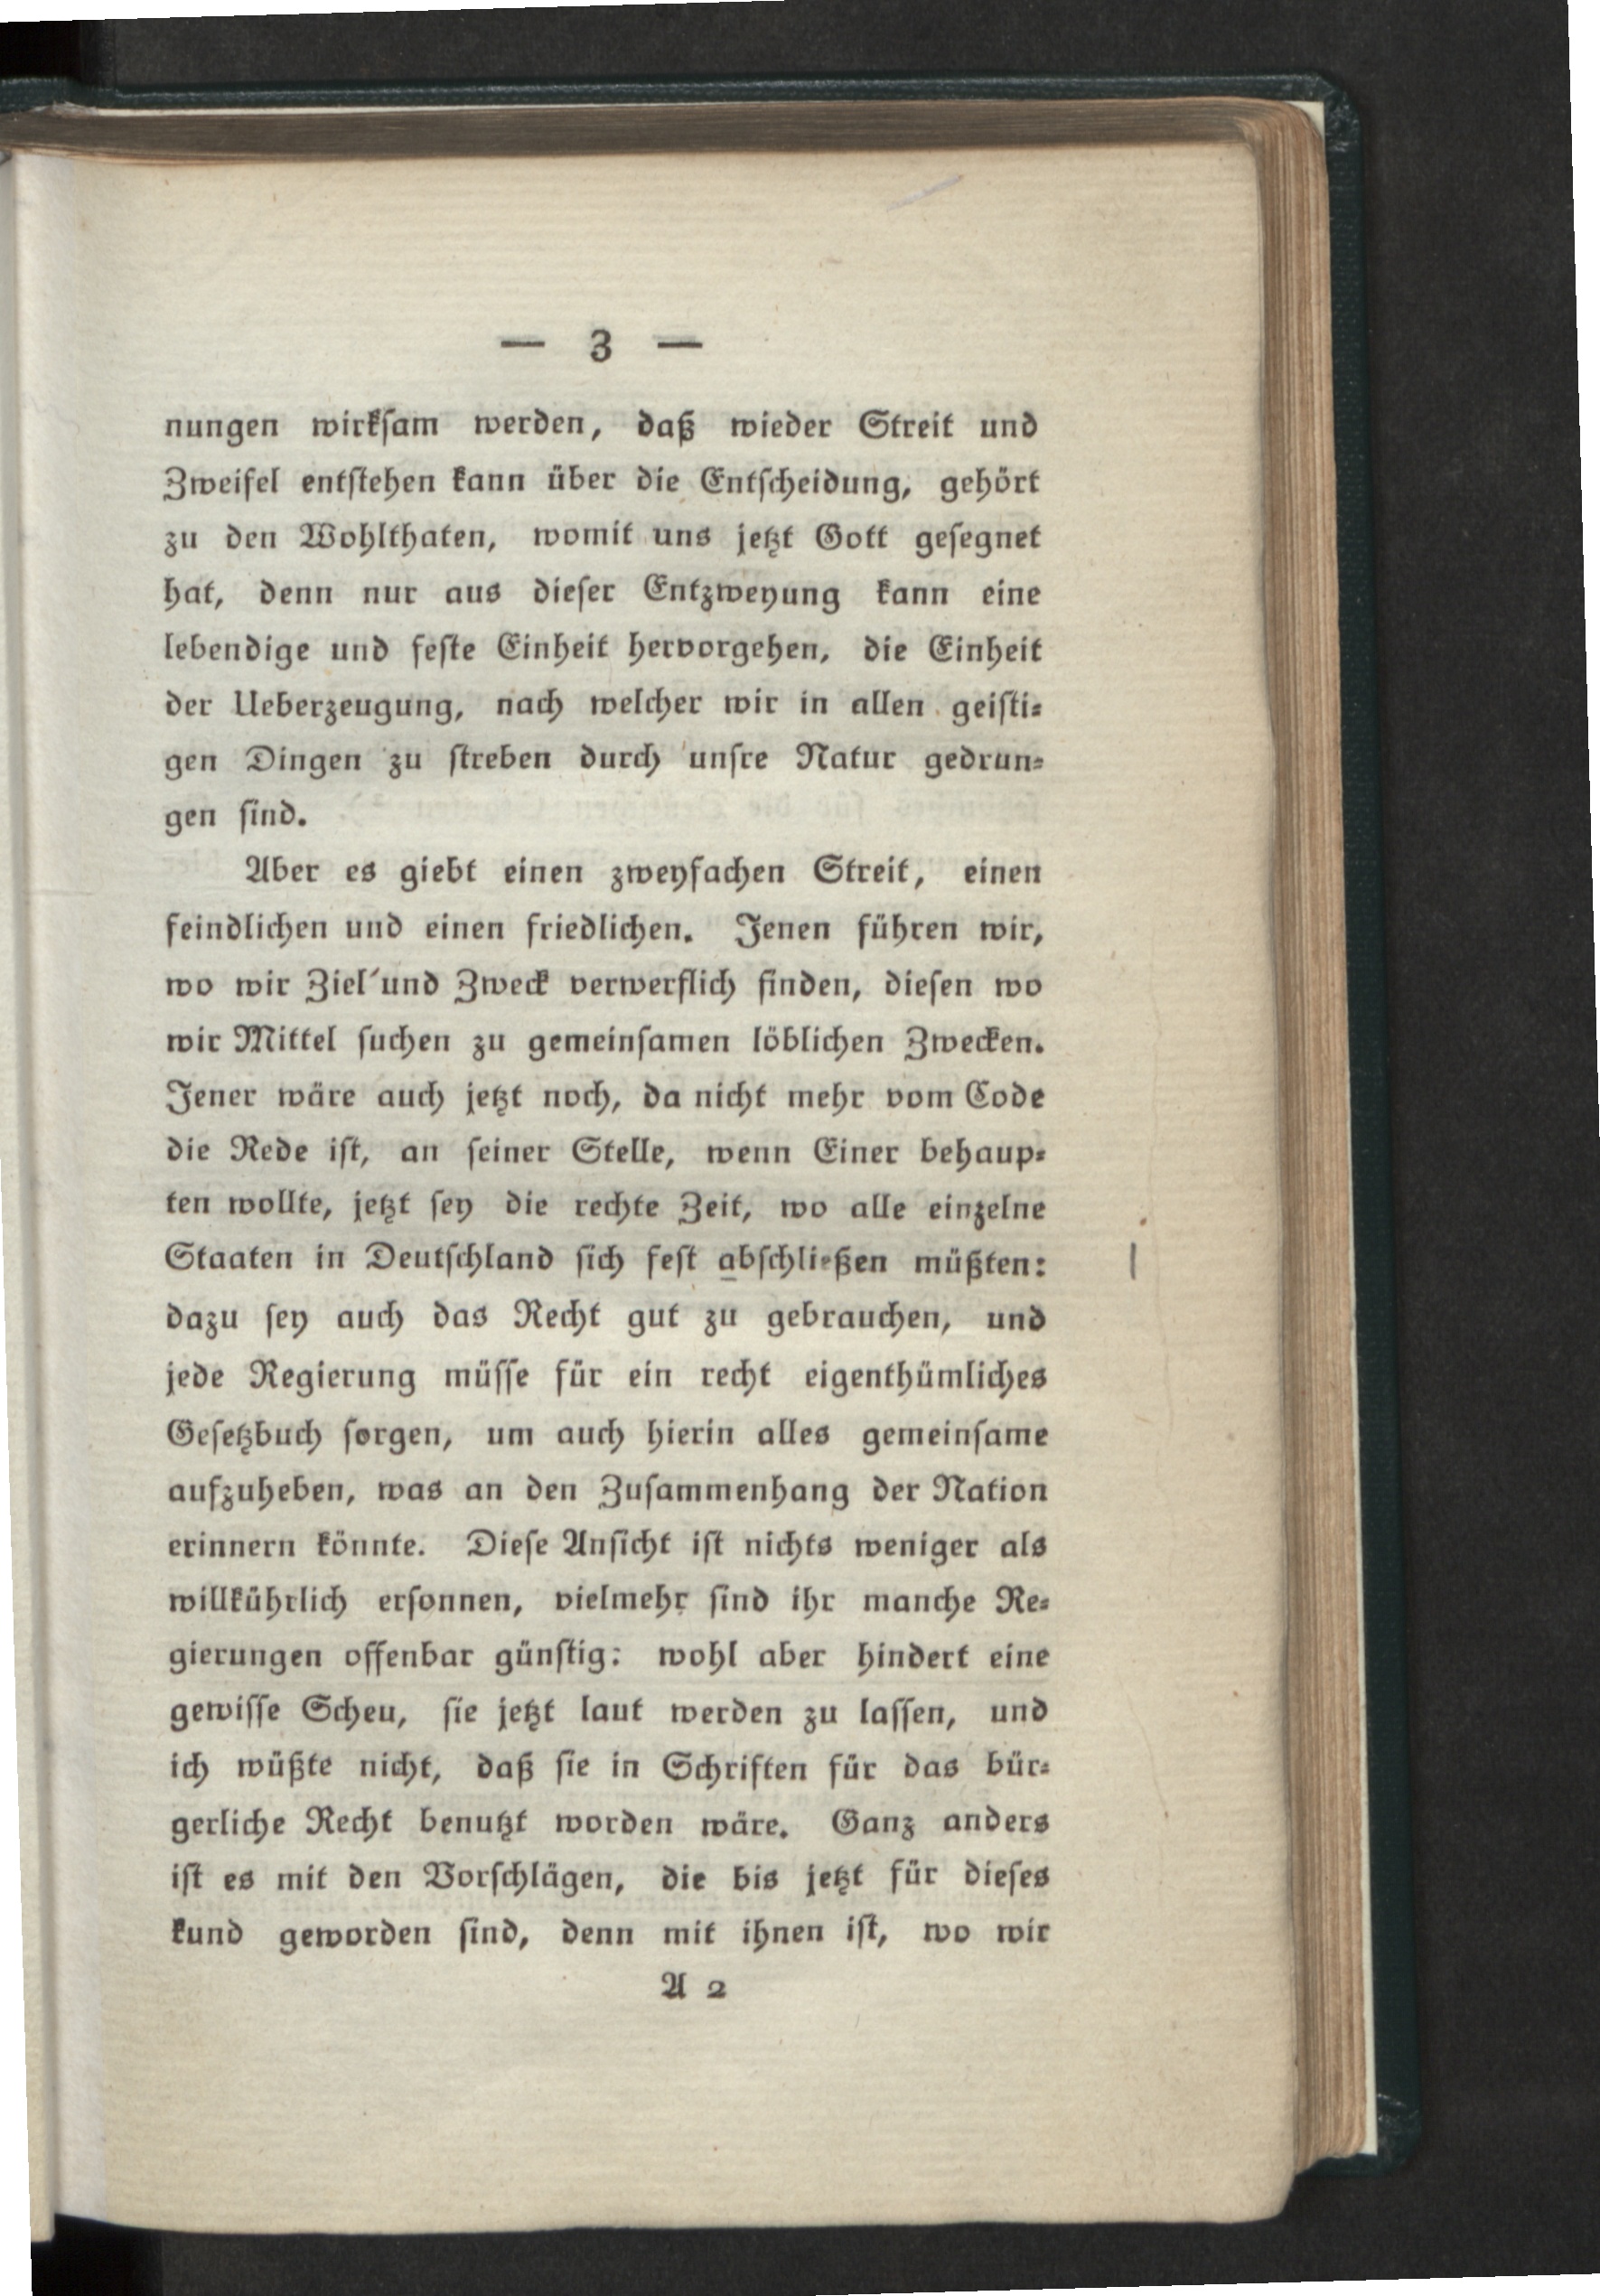 — 3 —
nungen wirkſam werden, daß wieder Streit und
Zweifel entſtehen kann über die Entſcheidung, gehört
zu den Wohlthaten, womit uns jetzt Gott geſegnet
hat, denn nur aus dieſer Entzweyung kann eine
lebendige und feſte Einheit hervorgehen, die Einheit
der Ueberzeugung, nach welcher wir in allen geiſti⸗
gen Dingen zu ſtreben durch unſre Natur gedrun⸗
gen ſind.
Aber es giebt einen zweyfachen Streit, einen
feindlichen und einen friedlichen. Jenen führen wir,
wo wir Ziel und Zweck verwerflich finden, dieſen wo
wir Mittel ſuchen zu gemeinſamen löblichen Zwecken.
Jener wäre auch jetzt noch, da nicht mehr vom Code
die Rede iſt, an ſeiner Stelle, wenn Einer behaup⸗
ten wollte, jetzt ſey die rechte Zeit, wo alle einzelne
Staaten in Deutſchland ſich feſt abſchließen müßten:
dazu ſey auch das Recht gut zu gebrauchen, und
jede Regierung müſſe für ein recht eigenthümliches
Geſetzbuch ſorgen, um auch hierin alles gemeinſame
aufzuheben, was an den Zuſammenhang der Nation
erinnern könnte. Dieſe Anſicht iſt nichts weniger als
willkührlich erſonnen, vielmehr ſind ihr manche Re⸗
gierungen offenbar günſtig: wohl aber hindert eine
gewiſſe Scheu, ſie jetzt laut werden zu laſſen, und
ich wüßte nicht, daß ſie in Schriften für das bür⸗
gerliche Recht benutzt worden wäre. Ganz anders
iſt es mit den Vorſchlägen, die bis jetzt für dieſes
kund geworden ſind, denn mit ihnen iſt, wo wir
A 2